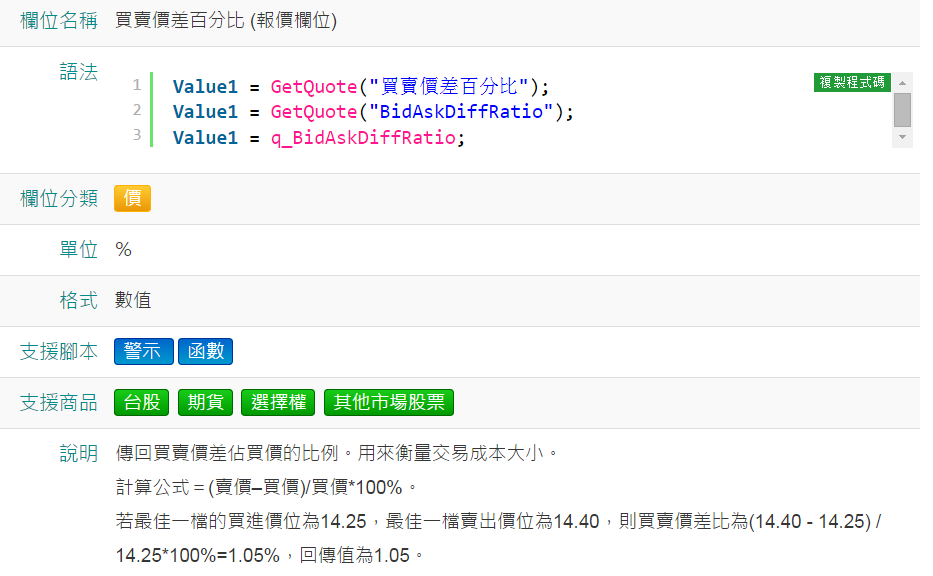 欄位名稱 買賣價差百分比 (報價欄位)
語法
複製程式碼
1 Value1 = GetQuote("買賣價差百分比");
2 Value1 = GetQuote("BidAskDiffRatio");
3 Value1 = q_BidAskDiffRatio;
欄位分類 價
單位 %
格式 數值
支援腳本 警示 函數
支援商品 台股 期貨 選擇權 其他市場股票
說明 傳回買賣價差佔買價的比例。用來衡量交易成本大小。
計算公式＝(賣價–買價)/買價*100%。
若最佳一檔的買進價位為14.25，最佳一檔賣出價位為14.40，則買賣價差比為(14.40 - 14.25) /
14.25*100%=1.05%，回傳值為1.05。